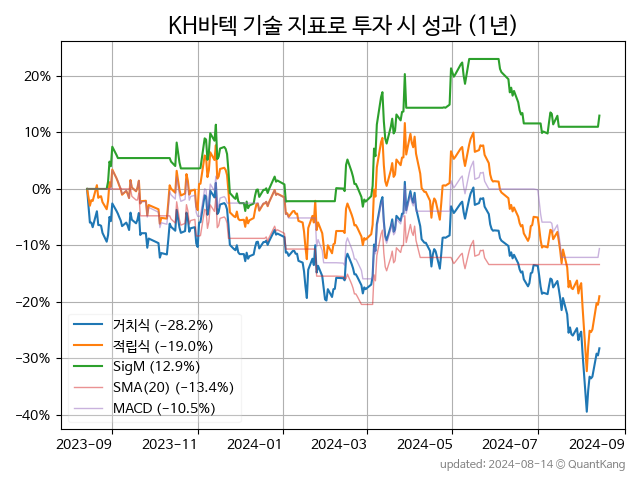 KH바텍 기술 지표로 투자 시 성과 (1년)
20%
10%
0%
−10%
−20%
−30%
−40%
거치식 (−28.2%)
적립식 (−19.0%)
SigM (12.9%)
SMA(20) (−13.4%)
MACD (−10.5%)
2023-09 2023-11 2024-01 2024-03 2024-05 2024-07 2024-09
updated: 2024-08-14 © QuantKang